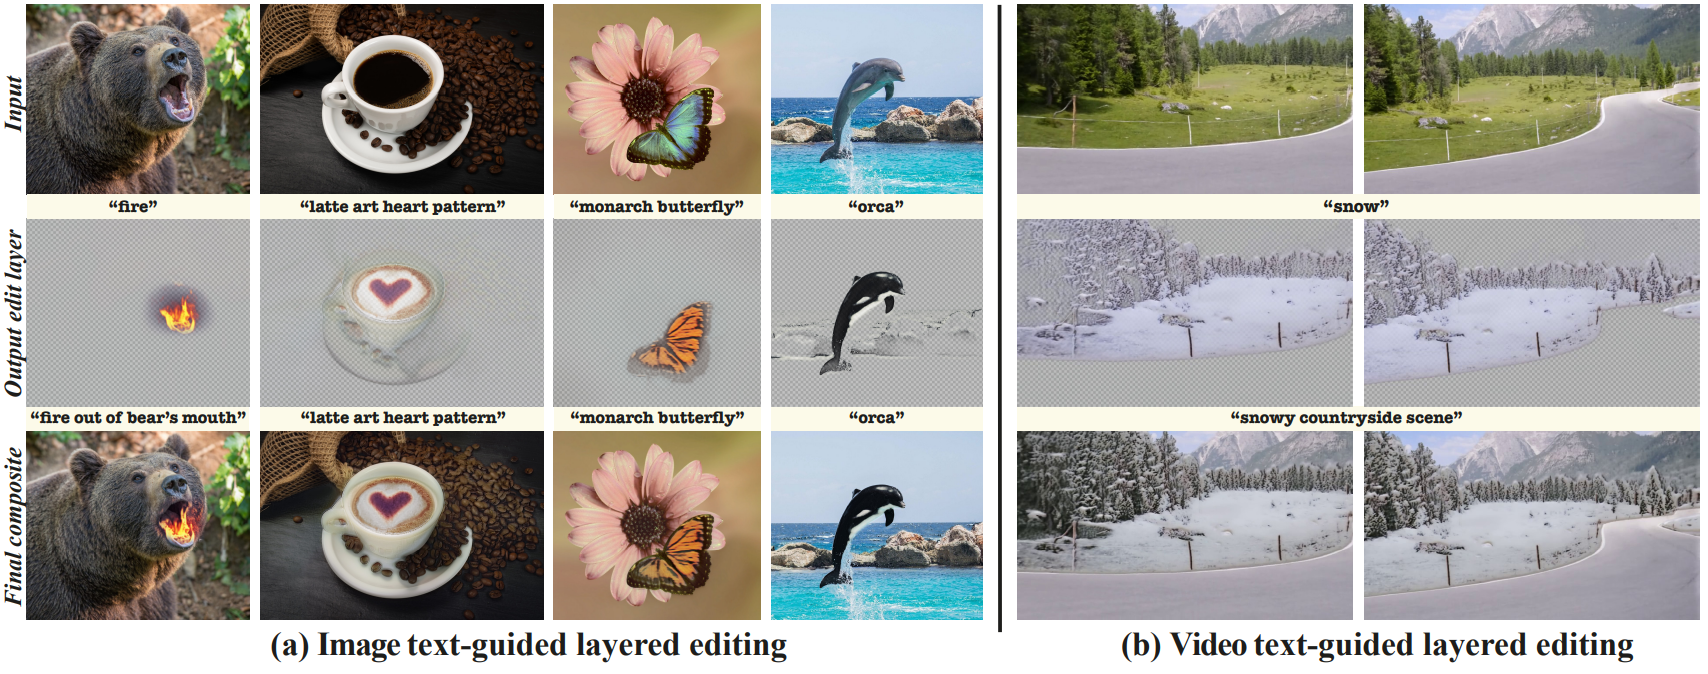 Input
“fire”
“latte art heart pattern”
“monarch butterfly”
“orca”
“snow”
Output edit layer
“fire out of bear’s mouth”
“latte art heart pattern”
“monarch butterfly”
“orca”
“snowy countryside scene”
Final composite
(a) Image text-guided layered editing
(b) Video text-guided layered editing